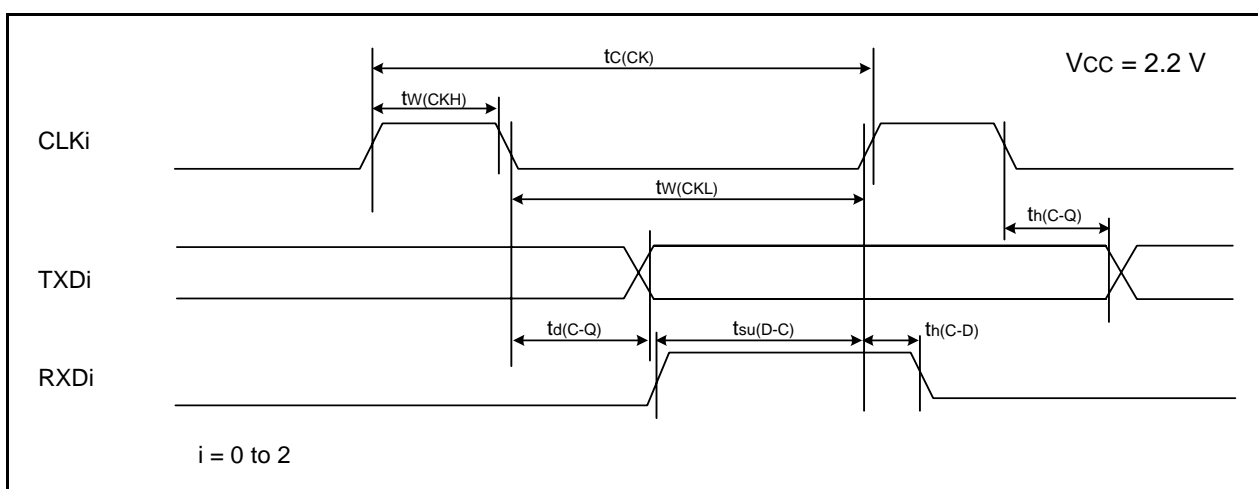 tC(CK)
VCC = 2.2 V
tW(CKH)
CLKi
tW(CKL)
th(C-Q)
TXDi
td(C-Q)
tsu(D-C)
th(C-D)
RXDi
i = 0 to 2